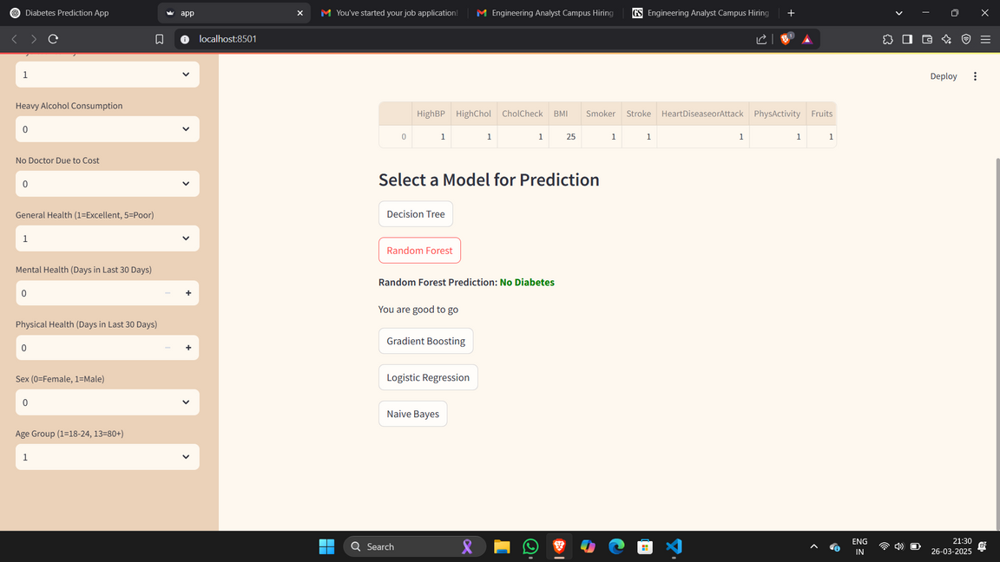 Diabetes Prediction App
app
You've started your job application!
Engineering Analyst Campus Hiring
GS Engineering Analyst Campus Hiring
localhost:8501
1
Deploy
1
Heavy Alcohol Consumption
0
No Doctor Due to Cost
0
General Health (1=Excellent, 5=Poor)
1
Mental Health (Days in Last 30 Days)
0
Physical Health (Days in Last 30 Days)
0
Sex (0=Female, 1=Male)
0
Age Group (1=18-24, 13=80+)
1
HighBP HighChol CholCheck BMI Smoker Stroke HeartDiseaseorAttack PhysActivity Fruits
0 1 1 1 25 1 1 1 1 1
Select a Model for Prediction
Decision Tree
Random Forest
Random Forest Prediction: No Diabetes
You are good to go
Gradient Boosting
Logistic Regression
Naive Bayes
Search
ENG
IN
21:30
26-03-2025